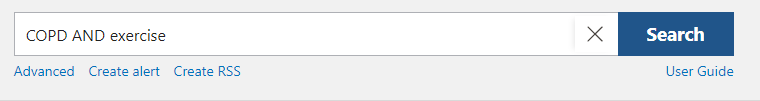 COPD AND exercise Search
Advanced Create alert Create RSS User Guide